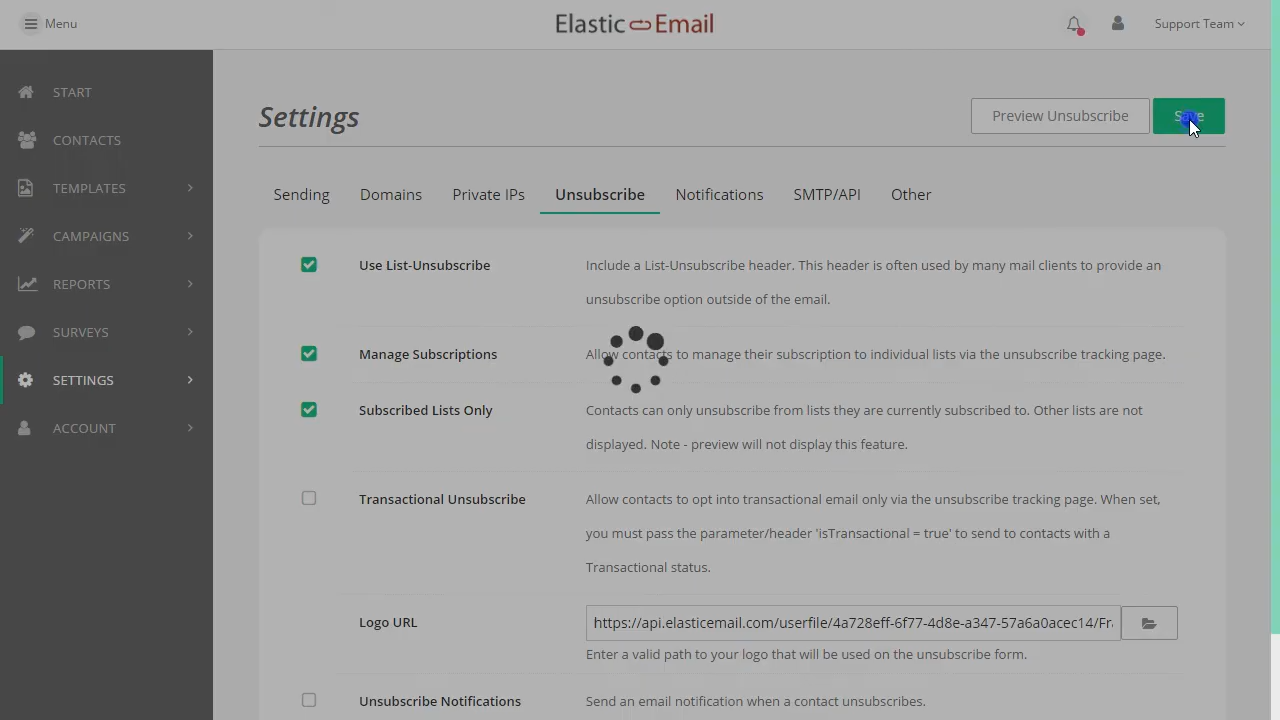 Menu
Elastic Email
Support Team
START
CONTACTS
TEMPLATES
CAMPAIGNS
REPORTS
SURVEYS
SETTINGS
ACCOUNT
Settings
Preview Unsubscribe
Save
Sending
Domains
Private IPs
Unsubscribe
Notifications
SMTP/API
Other
Use List-Unsubscribe
Include a List-Unsubscribe header. This header is often used by many mail clients to provide an
unsubscribe option outside of the email.
Manage Subscriptions
Allow contacts to manage their subscription to individual lists via the unsubscribe tracking page.
Subscribed Lists Only
Contacts can only unsubscribe from lists they are currently subscribed to. Other lists are not
displayed. Note - preview will not display this feature.
Transactional Unsubscribe
Allow contacts to opt into transactional email only via the unsubscribe tracking page. When set,
you must pass the parameter/header 'isTransactional = true' to send to contacts with a
Transactional status.
Logo URL
https://api.elasticemail.com/userfile/4a728eff-6f77-4d8e-a347-57a6a0acec14/Fr
Enter a valid path to your logo that will be used on the unsubscribe form.
Unsubscribe Notifications
Send an email notification when a contact unsubscribes.